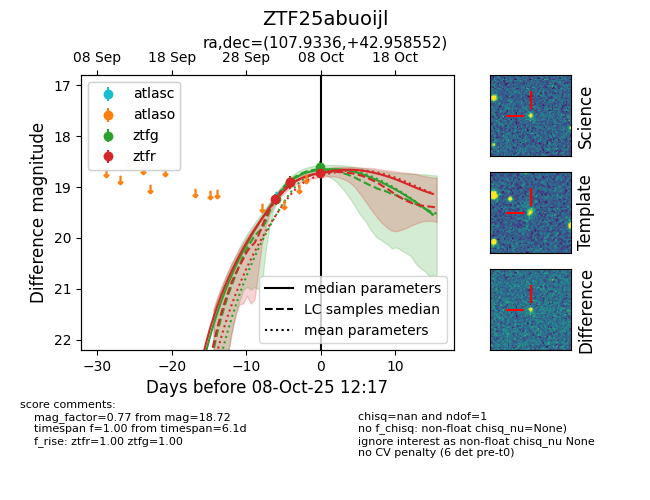 ZTF25abuoijl
ra,dec=(107.9336,+42.958552)
08 Sep 18 Sep 28 Sep 08 Oct 18 Oct
17
18
19
20
21
22
Difference magnitude
atlasc
atlaso
ztfg
ztfr
median parameters
LC samples median
mean parameters
−30 −20 −10 0 10
Days before 08-Oct-25 12:17
Science
Template
Difference
score comments:
mag_factor=0.77 from mag=18.72
timespan f=1.00 from timespan=6.1d
f_rise: ztfr=1.00 ztfg=1.00
chisq=nan and ndof=1
no f_chisq: non-float chisq_nu=None)
ignore interest as non-float chisq_nu None
no CV penalty (6 det pre-t0)